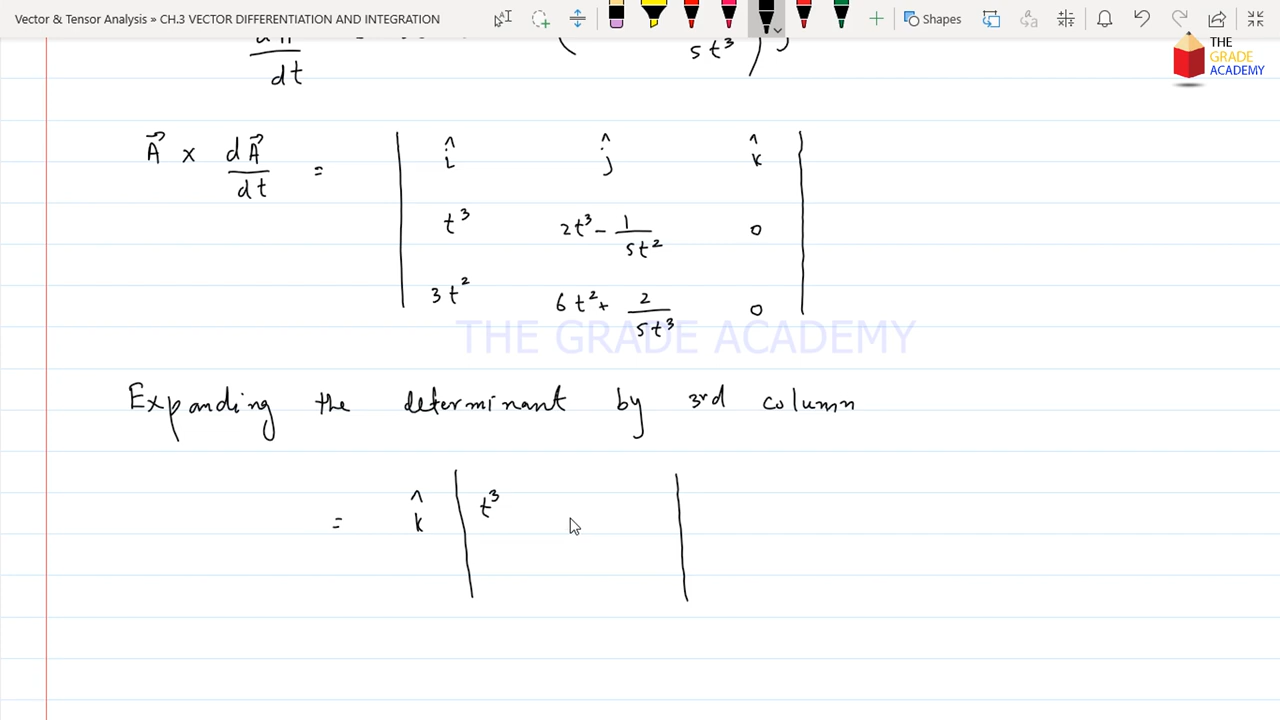 Vector & Tensor Analysis » CH.3 VECTOR DIFFERENTIATION AND INTEGRATION
Shapes
THE
GRADE
ACADEMY
dt
5t³
A⃗ × dA⃗/dt = | î ĵ k̂ |
| t³ 2t³ - 1/5t² 0 |
| 3t² 6t² + 2/5t³ 0 |
THE GRADE ACADEMY
Expanding the determinant by 3rd column
= k̂ | t³ |